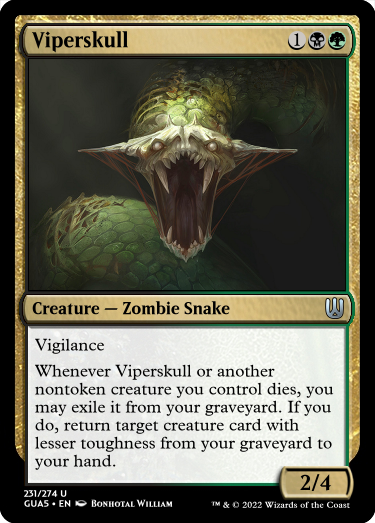 Viperskull 1
Creature — Zombie Snake
Vigilance
Whenever Viperskull or another
nontoken creature you control dies, you
may exile it from your graveyard. If you
do, return target creature card with
lesser toughness from your graveyard to
your hand.
2/4
231/274 U
GUA5 • EN Bonhotal William
™ & © 2022 Wizards of the Coast